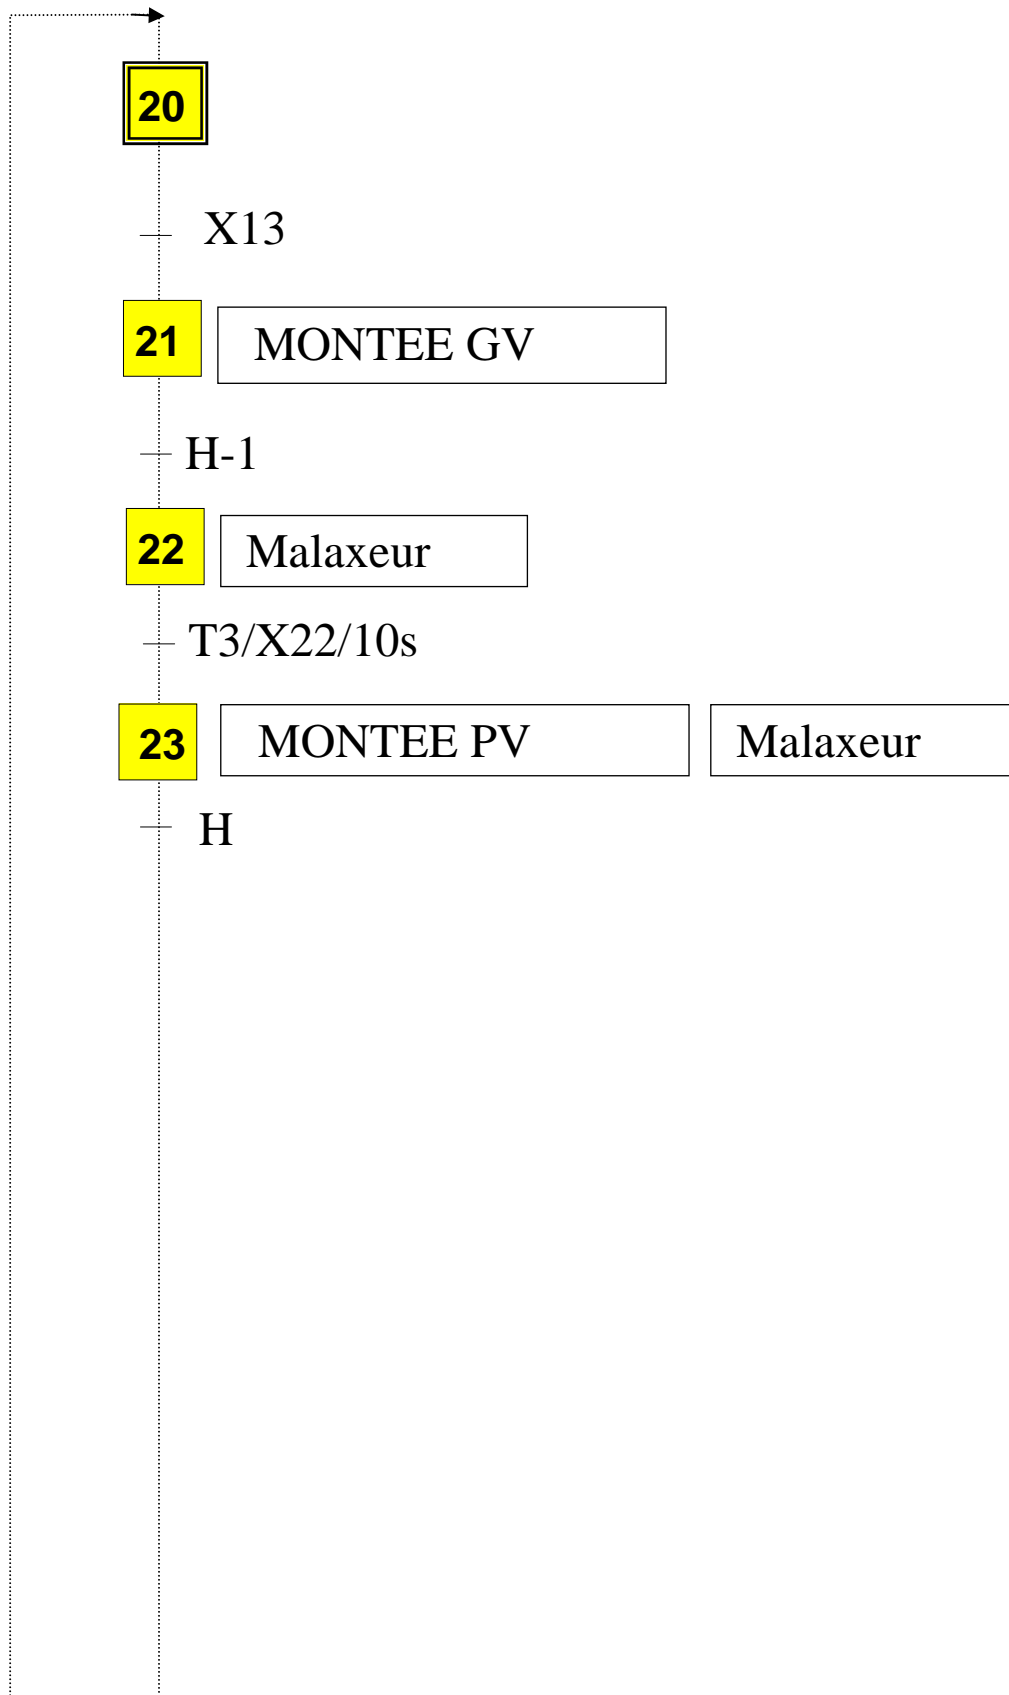 20
X13
21 MONTEE GV
H-1
22 Malaxeur
T3/X22/10s
23 MONTEE PV Malaxeur
H